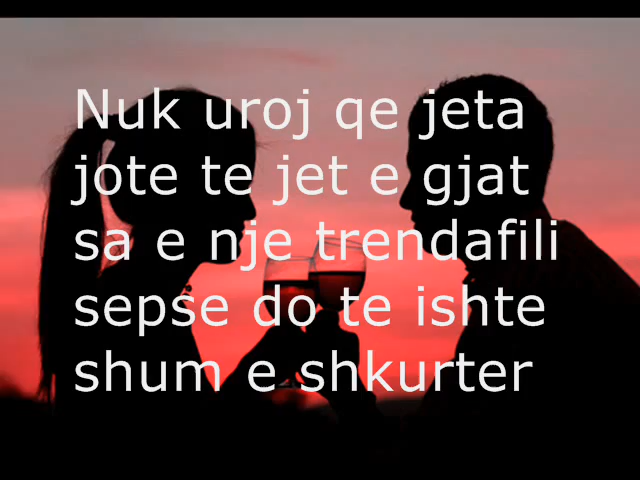 Nuk uroj qe jeta
jote te jet e gjat
sa e nje trendafili
sepse do te ishte
shum e shkurter